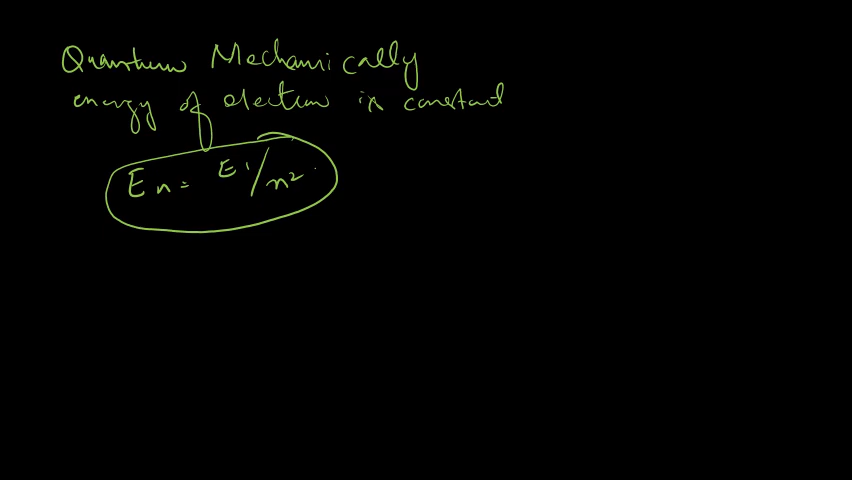 Quantum Mechanically
energy of electron is constant
En = E1/n²